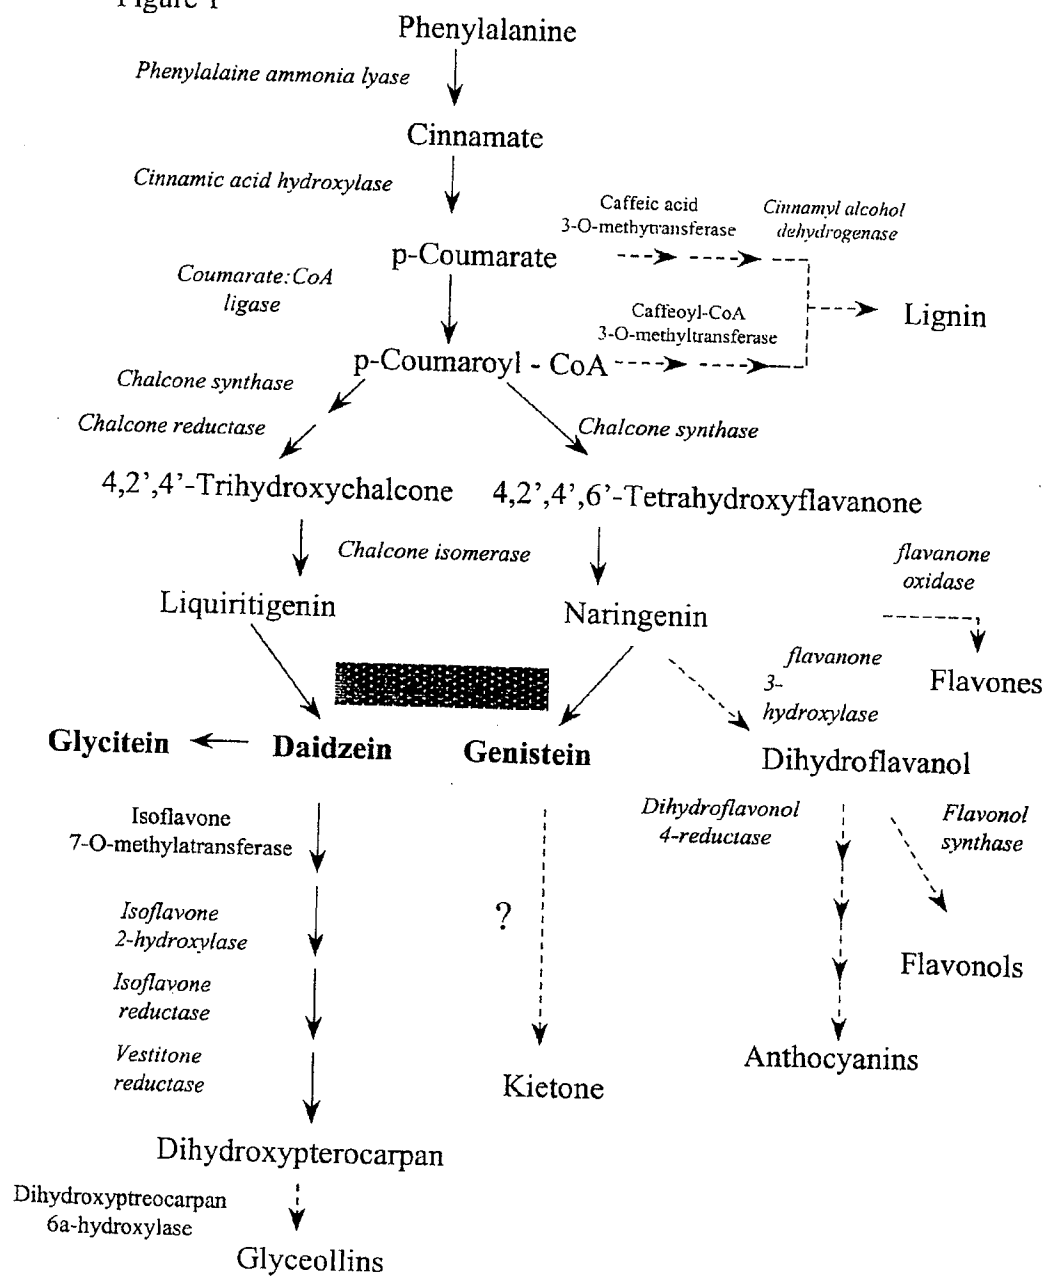 Figure 1
Phenylalanine
Phenylalaine ammonia lyase
Cinnamate
Cinnamic acid hydroxylase
Caffeic acid
3-O-methytransferase
Cinnamyl alcohol
dehydrogenase
p-Coumarate
Coumarate:CoA
ligase
Caffeoyl-CoA
3-O-methyltransferase
Lignin
p-Coumaroyl - CoA
Chalcone synthase
Chalcone reductase
Chalcone synthase
4,2’,4’-Trihydroxychalcone
4,2’,4’,6’-Tetrahydroxyflavanone
Chalcone isomerase
flavanone
oxidase
Liquiritigenin
Naringenin
flavanone
3-
hydroxylase
Flavones
Glycitein
Daidzein
Genistein
Dihydroflavanol
Isoflavone
7-O-methylatransferase
Dihydroflavonol
4-reductase
Flavonol
synthase
Isoflavone
2-hydroxylase
?
Flavonols
Isoflavone
reductase
Vestitone
reductase
Kietone
Anthocyanins
Dihydroxypterocarpan
Dihydroxyptreocarpan
6a-hydroxylase
Glyceollins